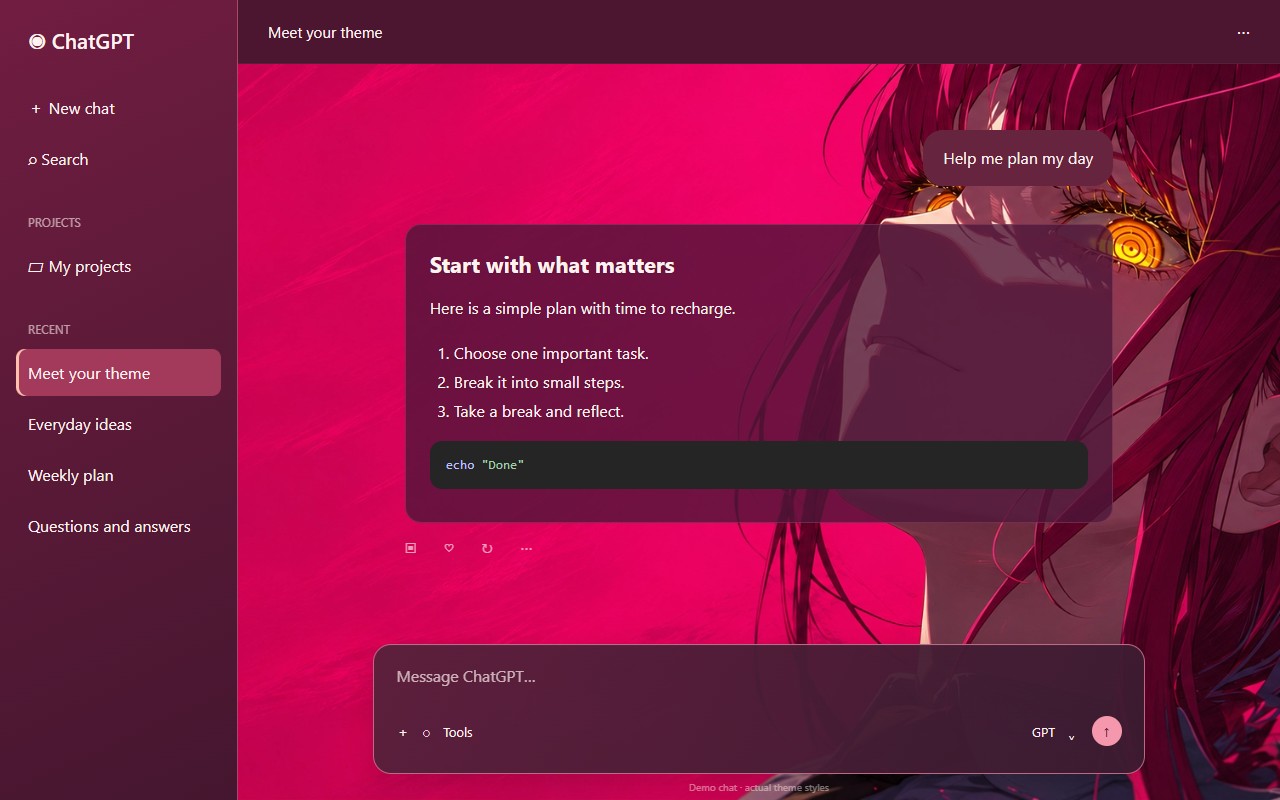 ChatGPT
+ New chat
Search
PROJECTS
My projects
RECENT
Meet your theme
Everyday ideas
Weekly plan
Questions and answers
Meet your theme
...
Help me plan my day
Start with what matters
Here is a simple plan with time to recharge.
1. Choose one important task.
2. Break it into small steps.
3. Take a break and reflect.
echo "Done"
Message ChatGPT...
+ Tools
GPT
Demo chat · actual theme styles